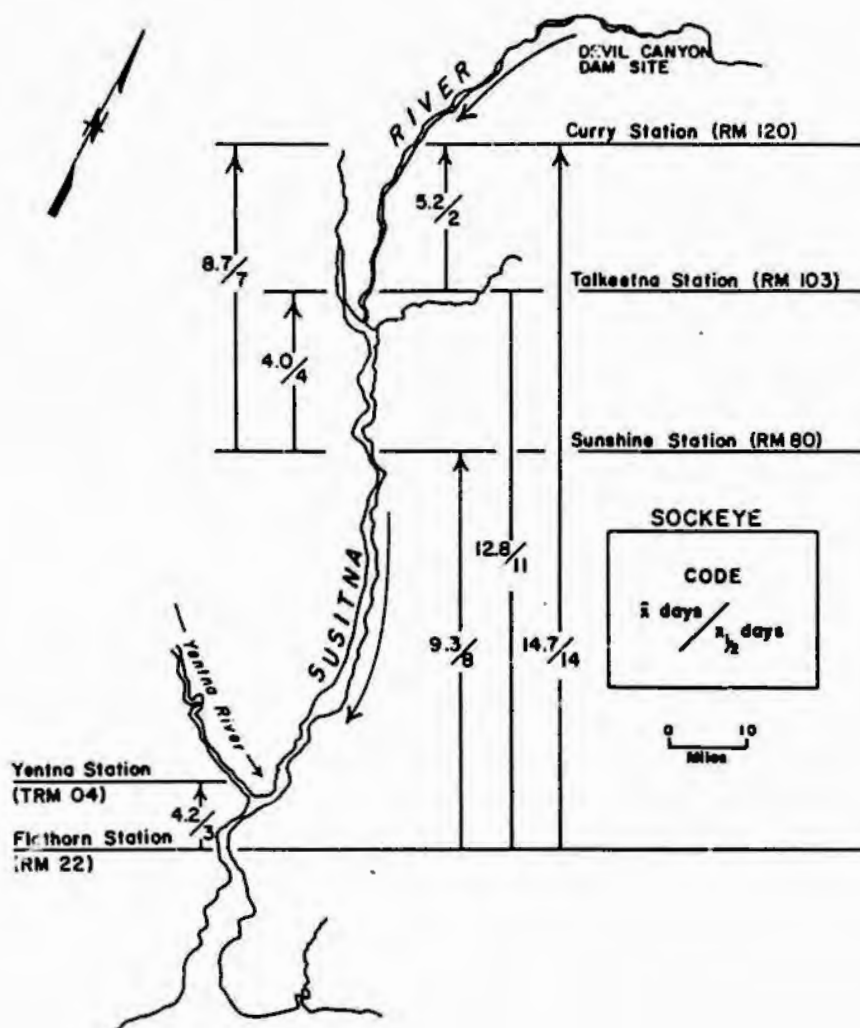 DEVIL CANYON
DAM SITE
RIVER
Curry Station (RM 120)
5.2/2
8.7/7
Talkeetna Station (RM 103)
4.0/4
Sunshine Station (RM 80)
SOCKEYE
CODE
x̄ days/x½ days
12.8/11
SUSITNA
9.3/8
14.7/14
0 10
Miles
Yentna River
Yentna Station
(TRM 04)
4.2/3
Flathorn Station
(RM 22)